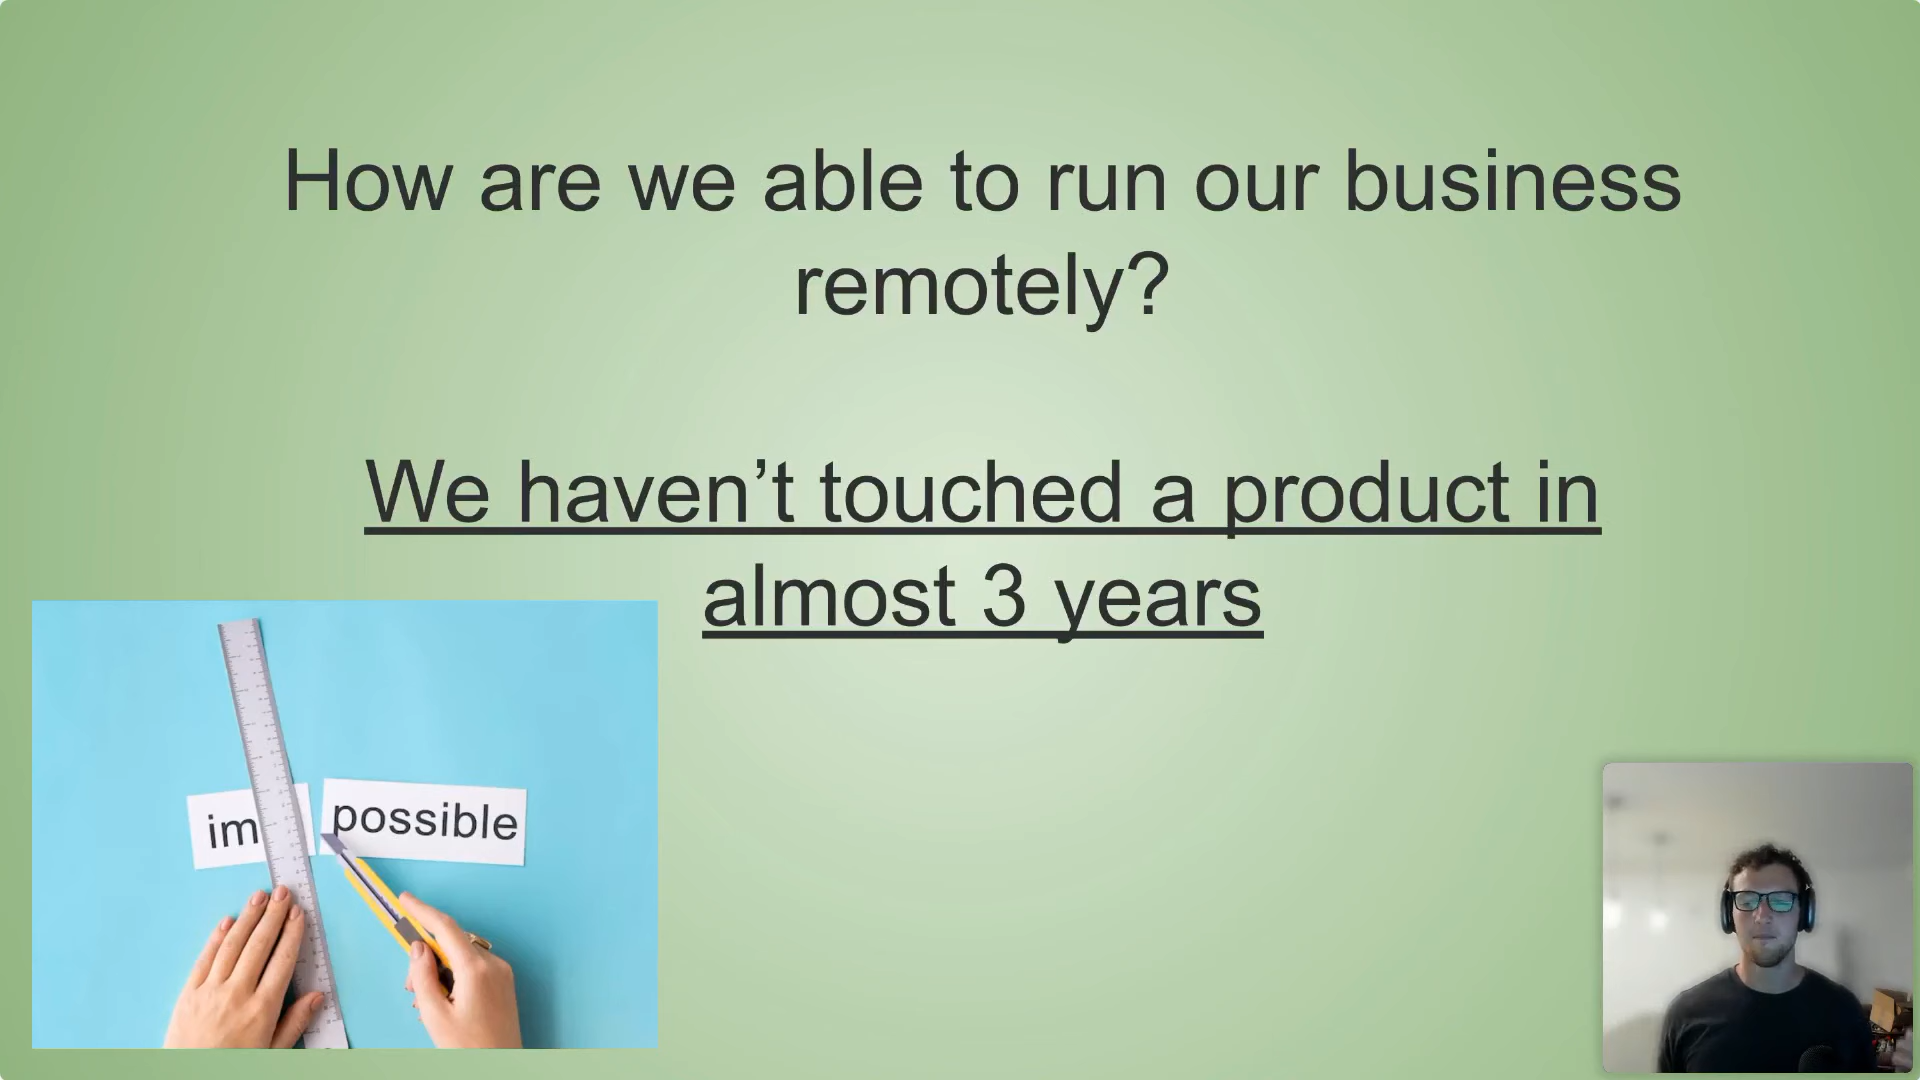 How are we able to run our business
remotely?
We haven’t touched a product in
almost 3 years
im possible